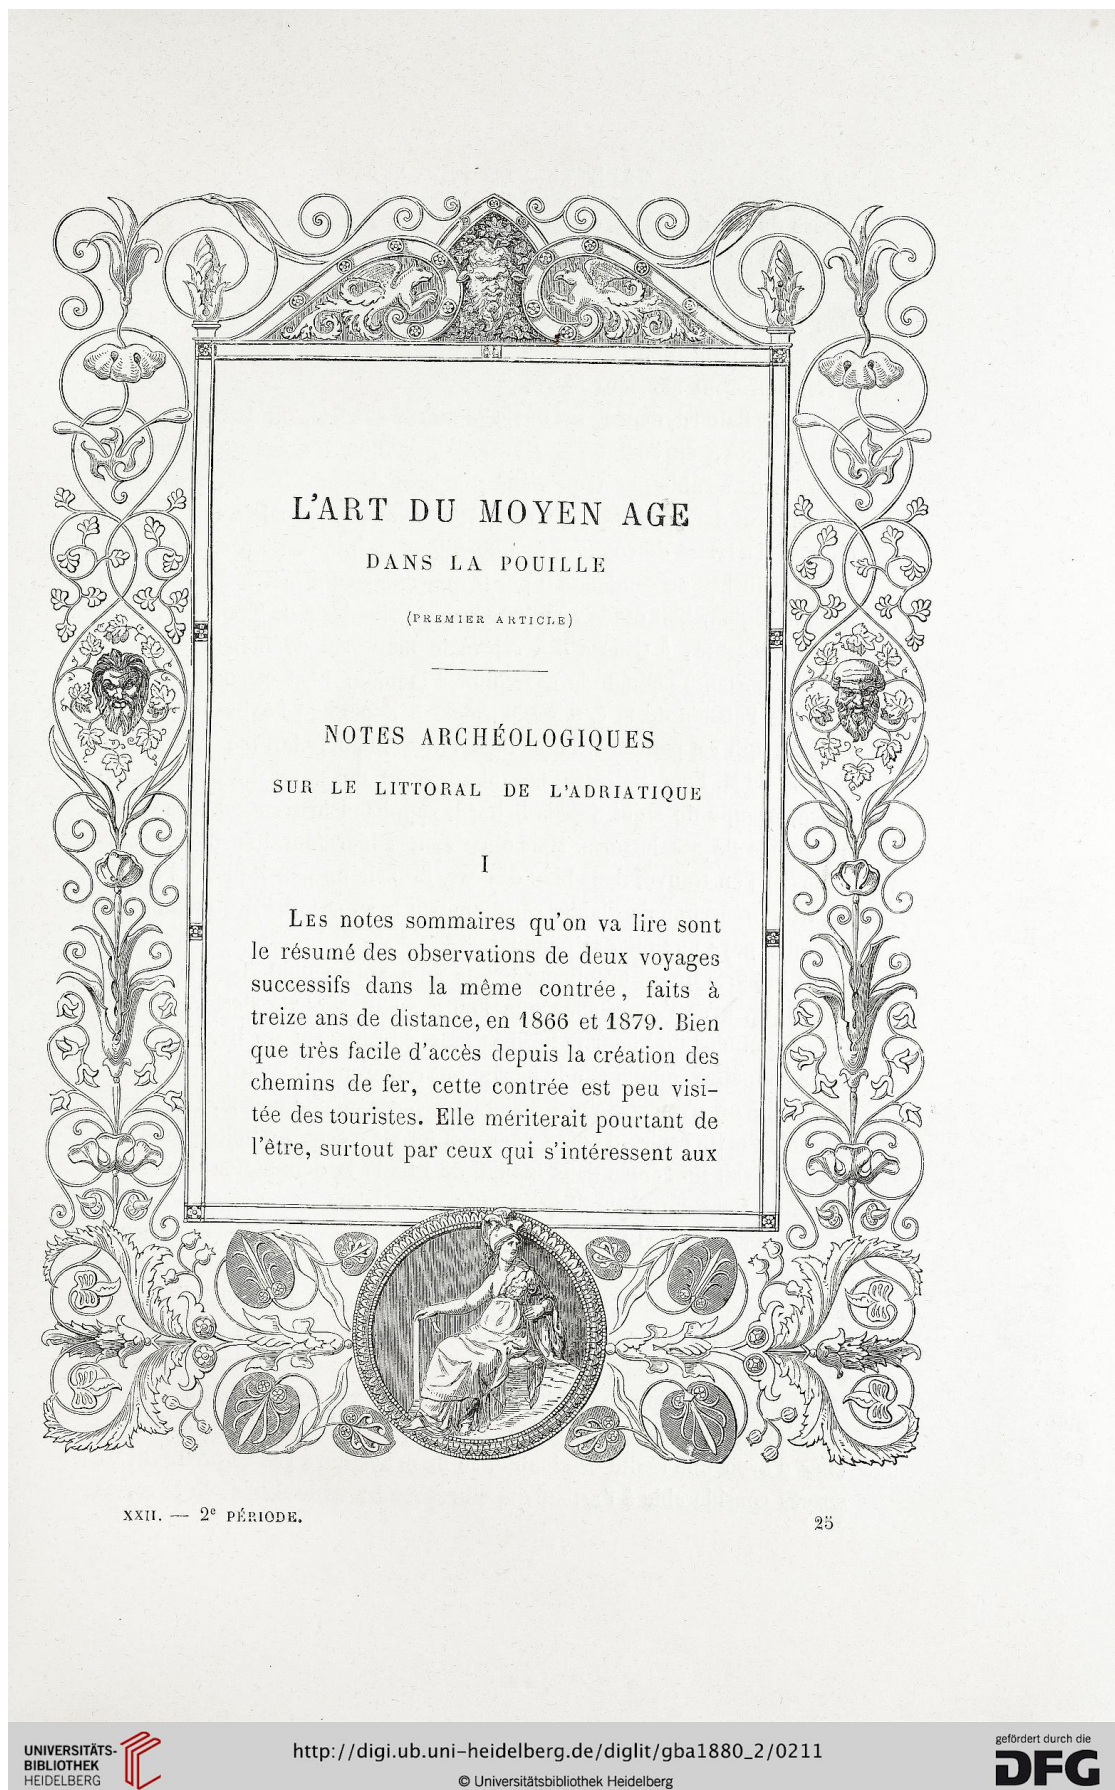 L'ART DU MOYEN AGE
DANS LA POUILLE
(PREMIER ARTICLE)
NOTES ARCHÉOLOGIQUES
SUR LE LITTORAL DE L'ADRIATIQUE
I
LES notes sommaires qu'on va lire sont
le résumé des observations de deux voyages
successifs dans la même contrée, faits à
treize ans de distance, en 1866 et 1879. Bien
que très facile d'accès depuis la création des
chemins de fer, cette contrée est peu visi-
tée des touristes. Elle mériterait pourtant de
l'être, surtout par ceux qui s'intéressent aux
XXII. — 2e PÉRIODE.
25
UNIVERSITÄTS-
BIBLIOTHEK
HEIDELBERG
http://digi.ub.uni-heidelberg.de/diglit/gba1880_2/0211
© Universitätsbibliothek Heidelberg
gefördert durch die
DFG